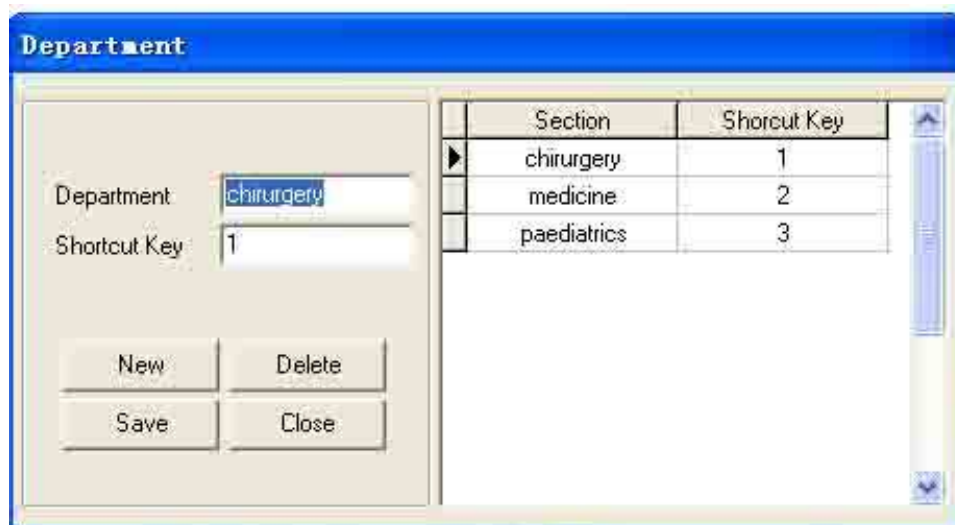 Department
Department chirurgery
Shortcut Key 1
New Delete
Save Close
Section Shorcut Key
chirurgery 1
medicine 2
paediatrics 3